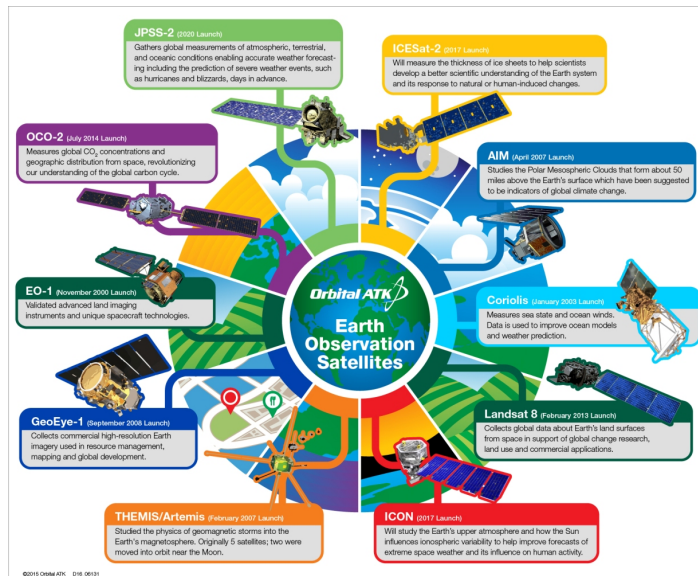 JPSS-2 (2020 Launch)
Gathers global measurements of atmospheric, terrestrial,
and oceanic conditions enabling accurate weather forecast-
ing including the prediction of severe weather events, such
as hurricanes and blizzards, days in advance.
ICESat-2 (2017 Launch)
Will measure the thickness of ice sheets to help scientists
develop a better scientific understanding of the Earth system
and its response to natural or human-induced changes.
OCO-2 (July 2014 Launch)
Measures global CO₂ concentrations and
geographic distribution from space, revolutionizing
our understanding of the global carbon cycle.
AIM (April 2007 Launch)
Studies the Polar Mesospheric Clouds that form about 50
miles above the Earth's surface which have been suggested
to be indicators of global climate change.
EO-1 (November 2000 Launch)
Validated advanced land imaging
instruments and unique spacecraft technologies.
Orbital ATK
Earth
Observation
Satellites
Coriolis (January 2003 Launch)
Measures sea state and ocean winds.
Data is used to improve ocean models
and weather prediction.
GeoEye-1 (September 2008 Launch)
Collects commercial high-resolution Earth
imagery used in resource management,
mapping and global development.
Landsat 8 (February 2013 Launch)
Collects global data about Earth's land surfaces
from space in support of global change research,
land use and commercial applications.
THEMIS/Artemis (February 2007 Launch)
Studied the physics of geomagnetic storms into the
Earth's magnetosphere. Originally 5 satellites; two were
moved into orbit near the Moon.
ICON (2017 Launch)
Will study the Earth's upper atmosphere and how the Sun
influences ionospheric variability to help improve forecasts of
extreme space weather and its influence on human activity.
©2015 Orbital ATK D16_06131